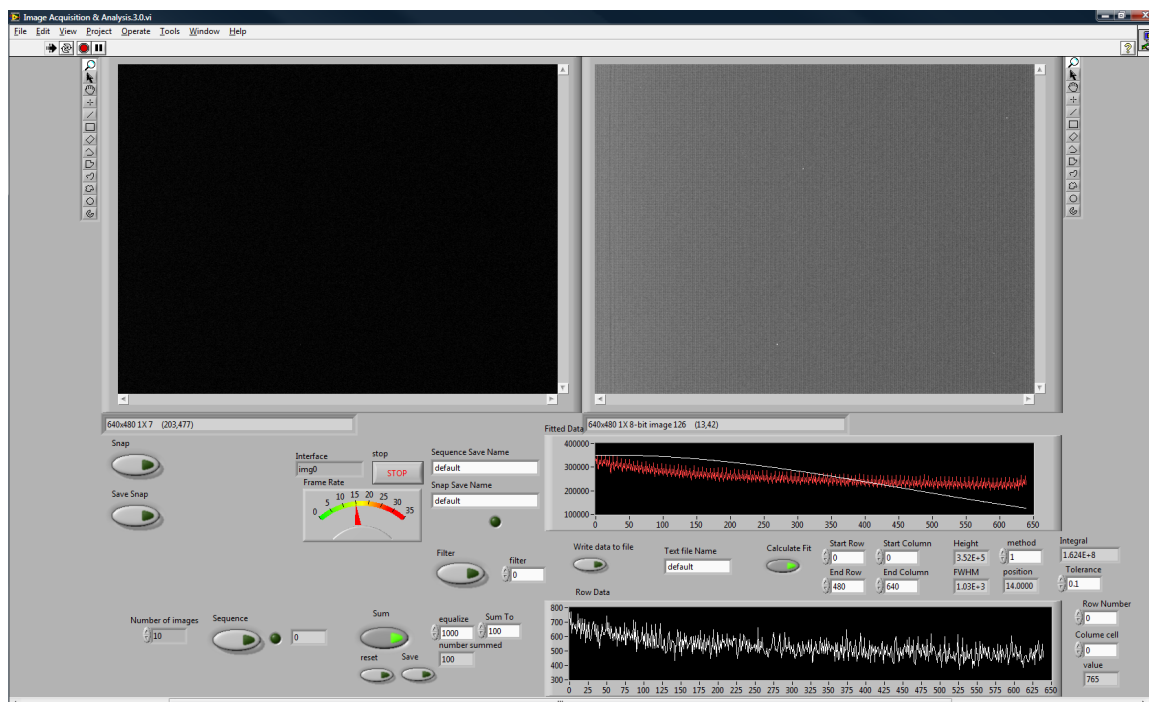 Image Acquisition & Analysis.3.0.vi
File Edit View Project Operate Tools Window Help
640x480 1X 7 (203,477)
640x480 1X 8-bit image 126 (13,42)
Snap
Save Snap
Interface
img0
stop
STOP
Frame Rate
0 5 10 15 20 25 30 35
Sequence Save Name
default
Snap Save Name
default
Filter
filter
0
Number of images
10
Sequence
0
Sum
reset
Save
equalize
1000
Sum To
100
number summed
100
Fitted Data
400000
300000
200000
100000
0 50 100 150 200 250 300 350 400 450 500 550 600 650
Write data to file
Text file Name
default
Calculate Fit
Start Row
0
Start Column
0
Height
3.52E+5
method
1
Integral
1.624E+8
End Row
480
End Column
640
FWHM
1.03E+3
position
14.0000
Tolerance
0.1
Row Data
800
700
600
500
400
300
0 25 50 75 100 125 150 175 200 225 250 275 300 325 350 375 400 425 450 475 500 525 550 575 600 625 650
Row Number
0
Colume cell
0
value
765